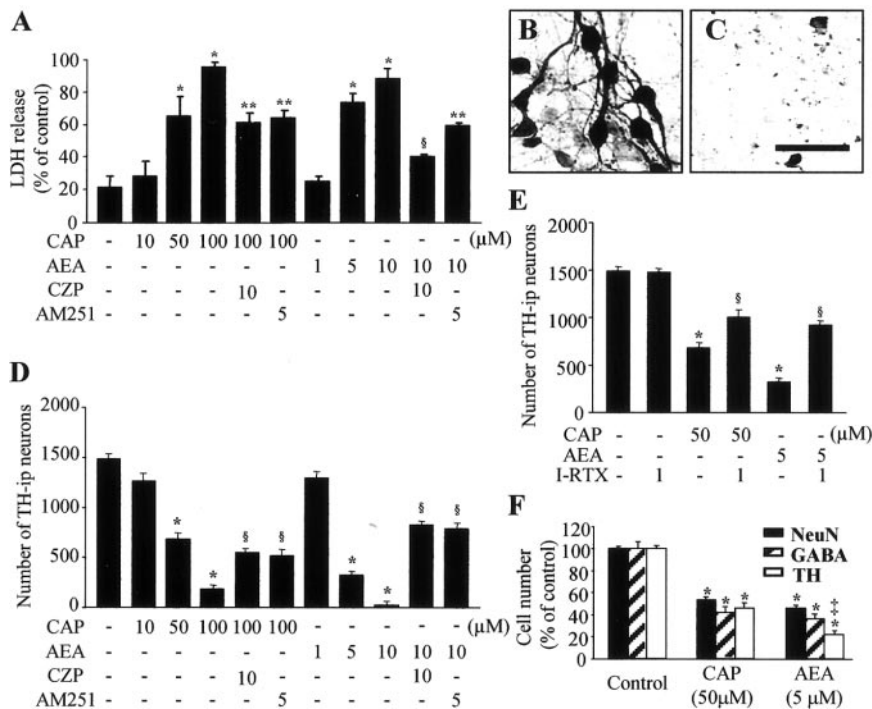 A
LDH release
(% of control)
100
80
60
40
20
0
* * ** ** * * § **
CAP - 10 50 100 100 100 - - - - - (μM)
AEA - - - - - - 1 5 10 10 10
CZP - - - - 10 - - - - 10 -
AM251 - - - - - 5 - - - - 5
B
C
D
Number of TH-ip neurons
2000
1500
1000
500
0
* * § § * * § §
CAP - 10 50 100 100 100 - - - - - (μM)
AEA - - - - - - 1 5 10 10 10
CZP - - - - 10 - - - - 10 -
AM251 - - - - - 5 - - - - 5
E
Number of TH-ip neurons
2000
1500
1000
500
0
* § * §
CAP - - 50 50 - - (μM)
AEA - - - - 5 5
I-RTX - 1 - 1 - 1
F
Cell number
(% of control)
120
100
80
60
40
20
0
NeuN
GABA
TH
* * * * * ‡ ‡ *
Control CAP AEA
(50μM) (5 μM)